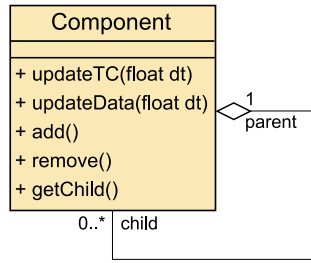 Component
+ updateTC(float dt)
+ updateData(float dt)
+ add()
+ remove()
+ getChild()
1
parent
0..* child